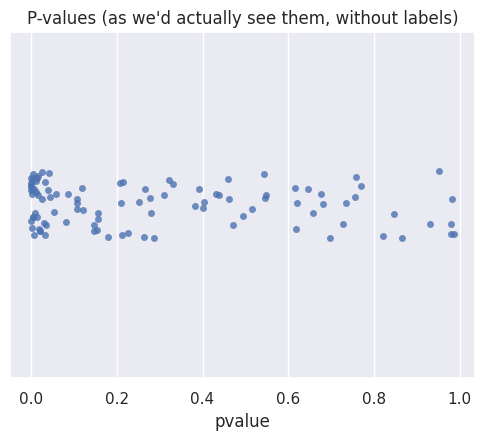 P-values (as we'd actually see them, without labels)
0.0 0.2 0.4 0.6 0.8 1.0
pvalue